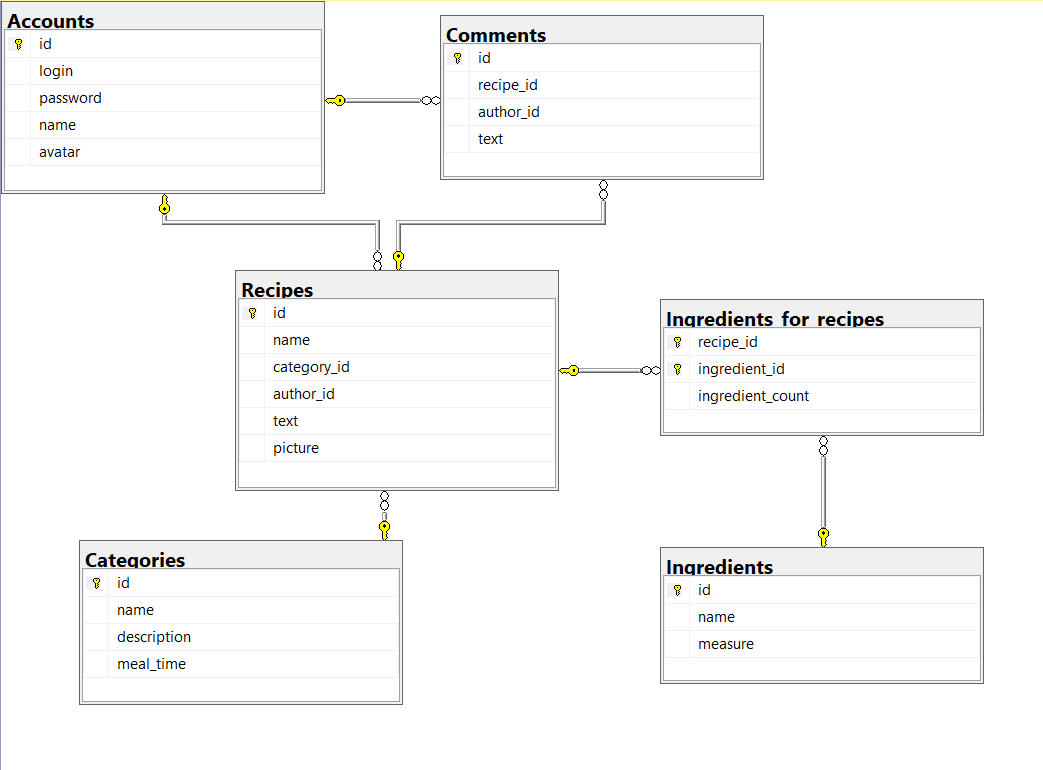 Accounts
id
login
password
name
avatar
Comments
id
recipe_id
author_id
text
Recipes
id
name
category_id
author_id
text
picture
Ingredients_for_recipes
recipe_id
ingredient_id
ingredient_count
Categories
id
name
description
meal_time
Ingredients
id
name
measure